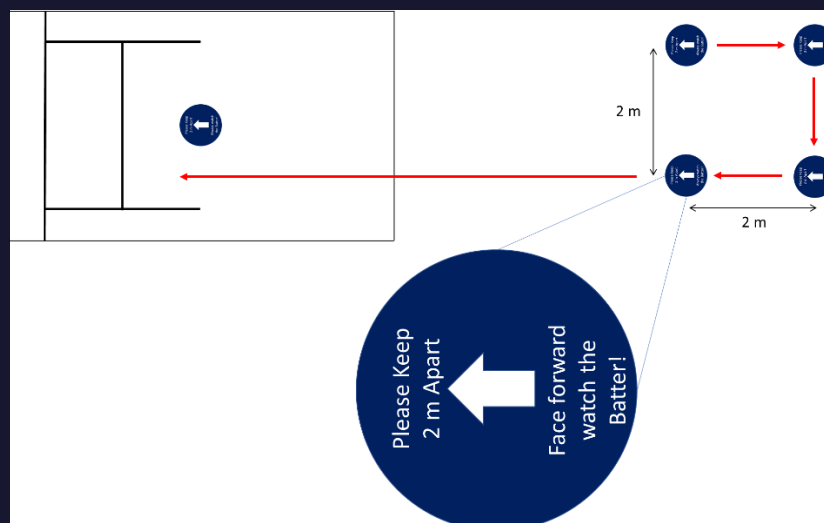 2 m
2 m
Please Keep
2 m Apart
Face forward
watch the
Batter!